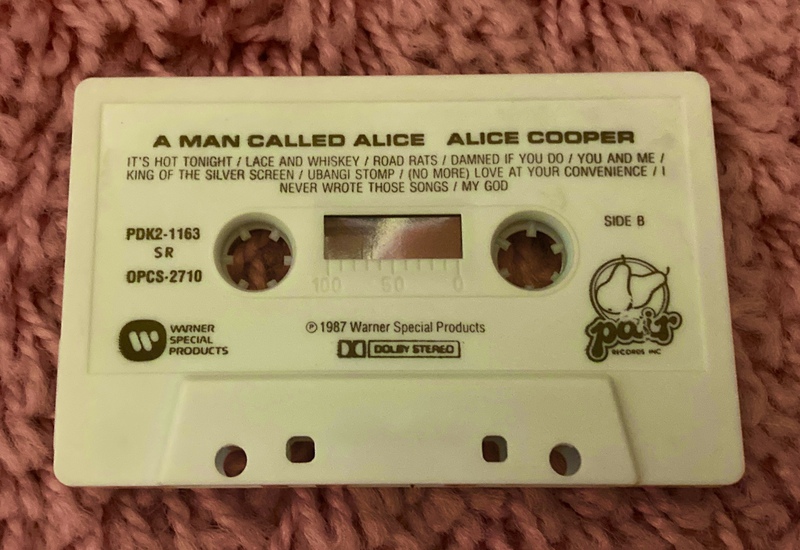 A MAN CALLED ALICE ALICE COOPER
IT'S HOT TONIGHT / LACE AND WHISKEY / ROAD RATS / DAMNED IF YOU DO / YOU AND ME /
KING OF THE SILVER SCREEN / UBANGI STOMP / (NO MORE) LOVE AT YOUR CONVENIENCE / I
NEVER WROTE THOSE SONGS / MY GOD
PDK2-1163
SR
OPCS-2710
SIDE B
100 50 0
WARNER
SPECIAL
PRODUCTS
℗ 1987 Warner Special Products
DOLBY STEREO
pair
RECORDS INC